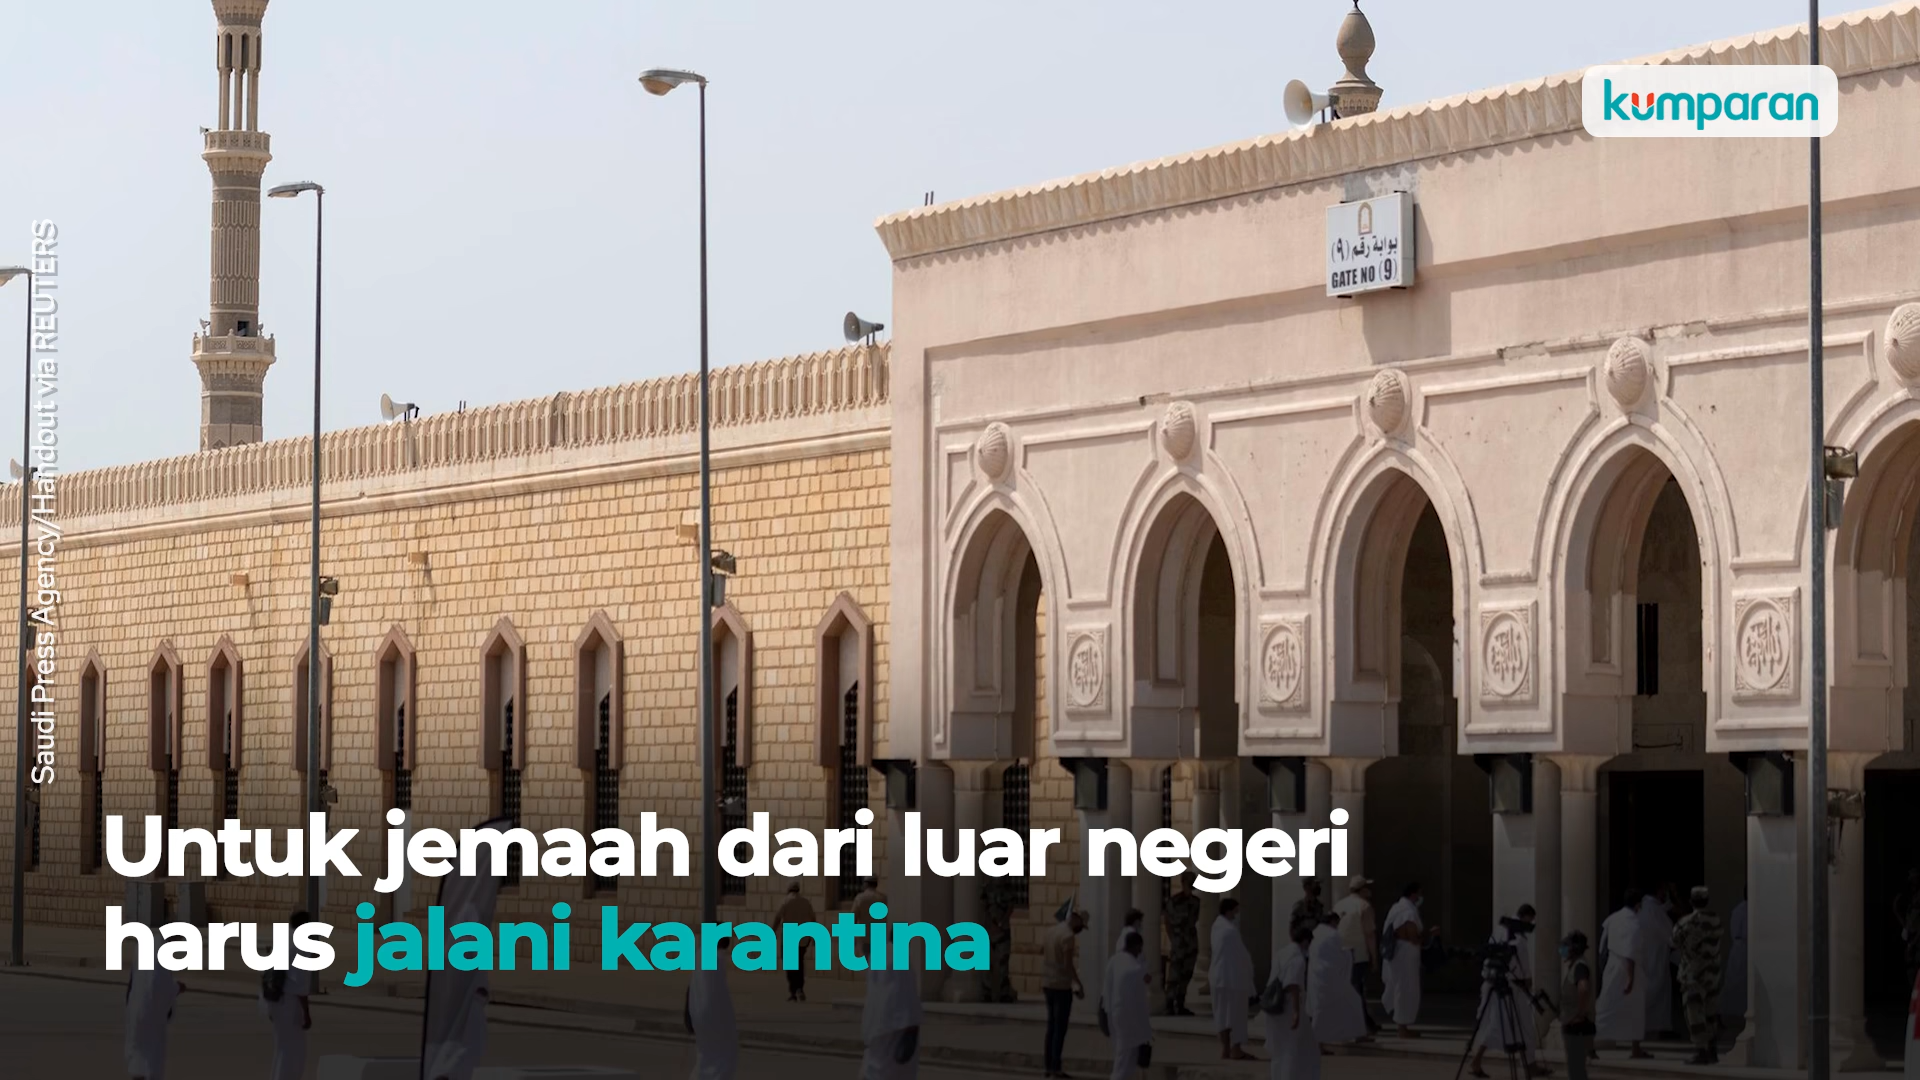 kumparan
بوابة رقم (٩)
GATE NO (9)
Saudi Press Agency/Handout via REUTERS
Untuk jemaah dari luar negeri
harus jalani karantina